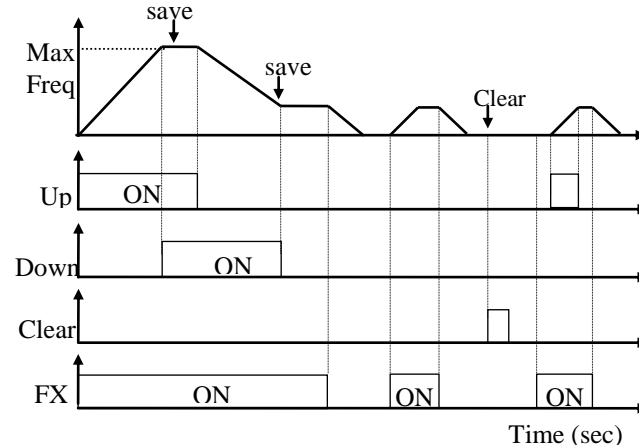 save
Max
Freq
save
Clear
Up
ON
Down
ON
Clear
FX
ON
ON
ON
Time (sec)